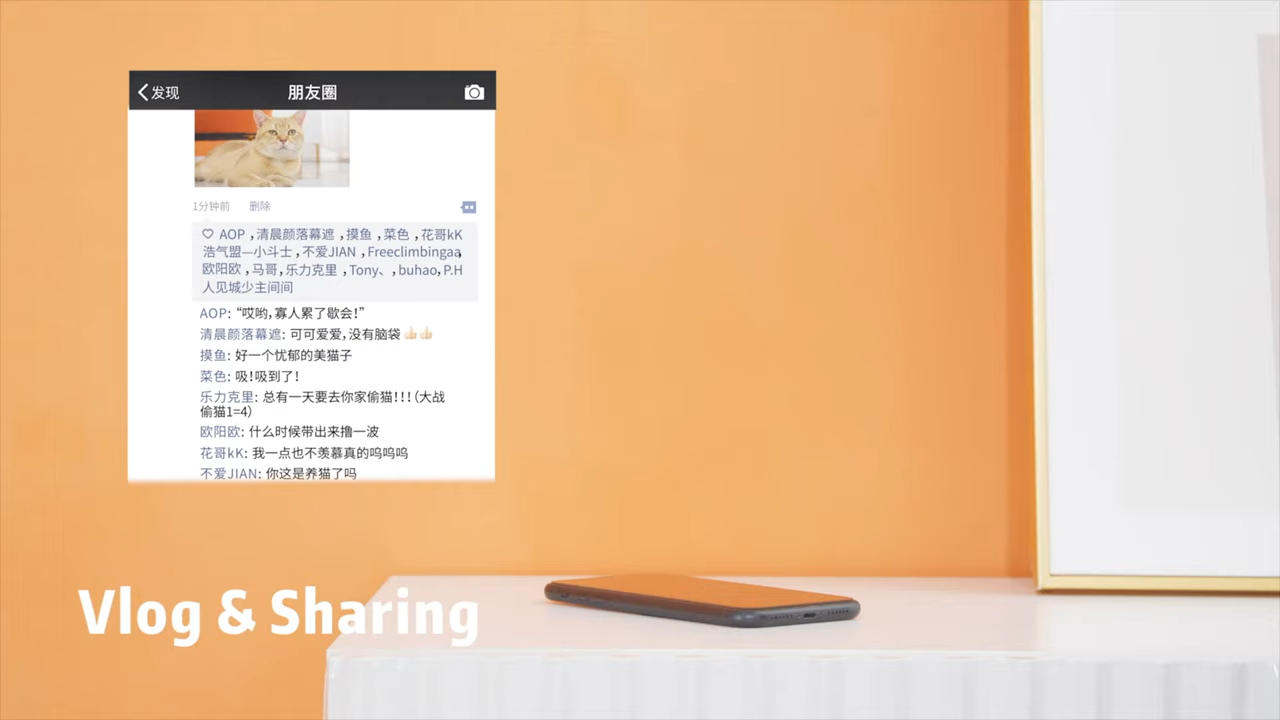 发现
朋友圈
1分钟前 删除
AOP ,清晨颜落幕遮 ,摸鱼 ,菜色 ,花哥kK
浩气盟—小斗士 ,不爱JIAN ,Freeclimbingaa,
欧阳欧 ,马哥 ,乐力克里 ,Tony、 ,buhao, P.H
人见城少主间间
AOP: “哎哟, 寡人累了歇会!”
清晨颜落幕遮: 可可爱爱, 没有脑袋👍🏻👍🏻
摸鱼: 好一个忧郁的美猫子
菜色: 吸! 吸到了!
乐力克里: 总有一天要去你家偷猫!!! (大战
偷猫1=4)
欧阳欧: 什么时候带出来撸一波
花哥kK: 我一点也不羡慕真的呜呜呜
不爱JIAN: 你这是养猫了吗
Vlog & Sharing